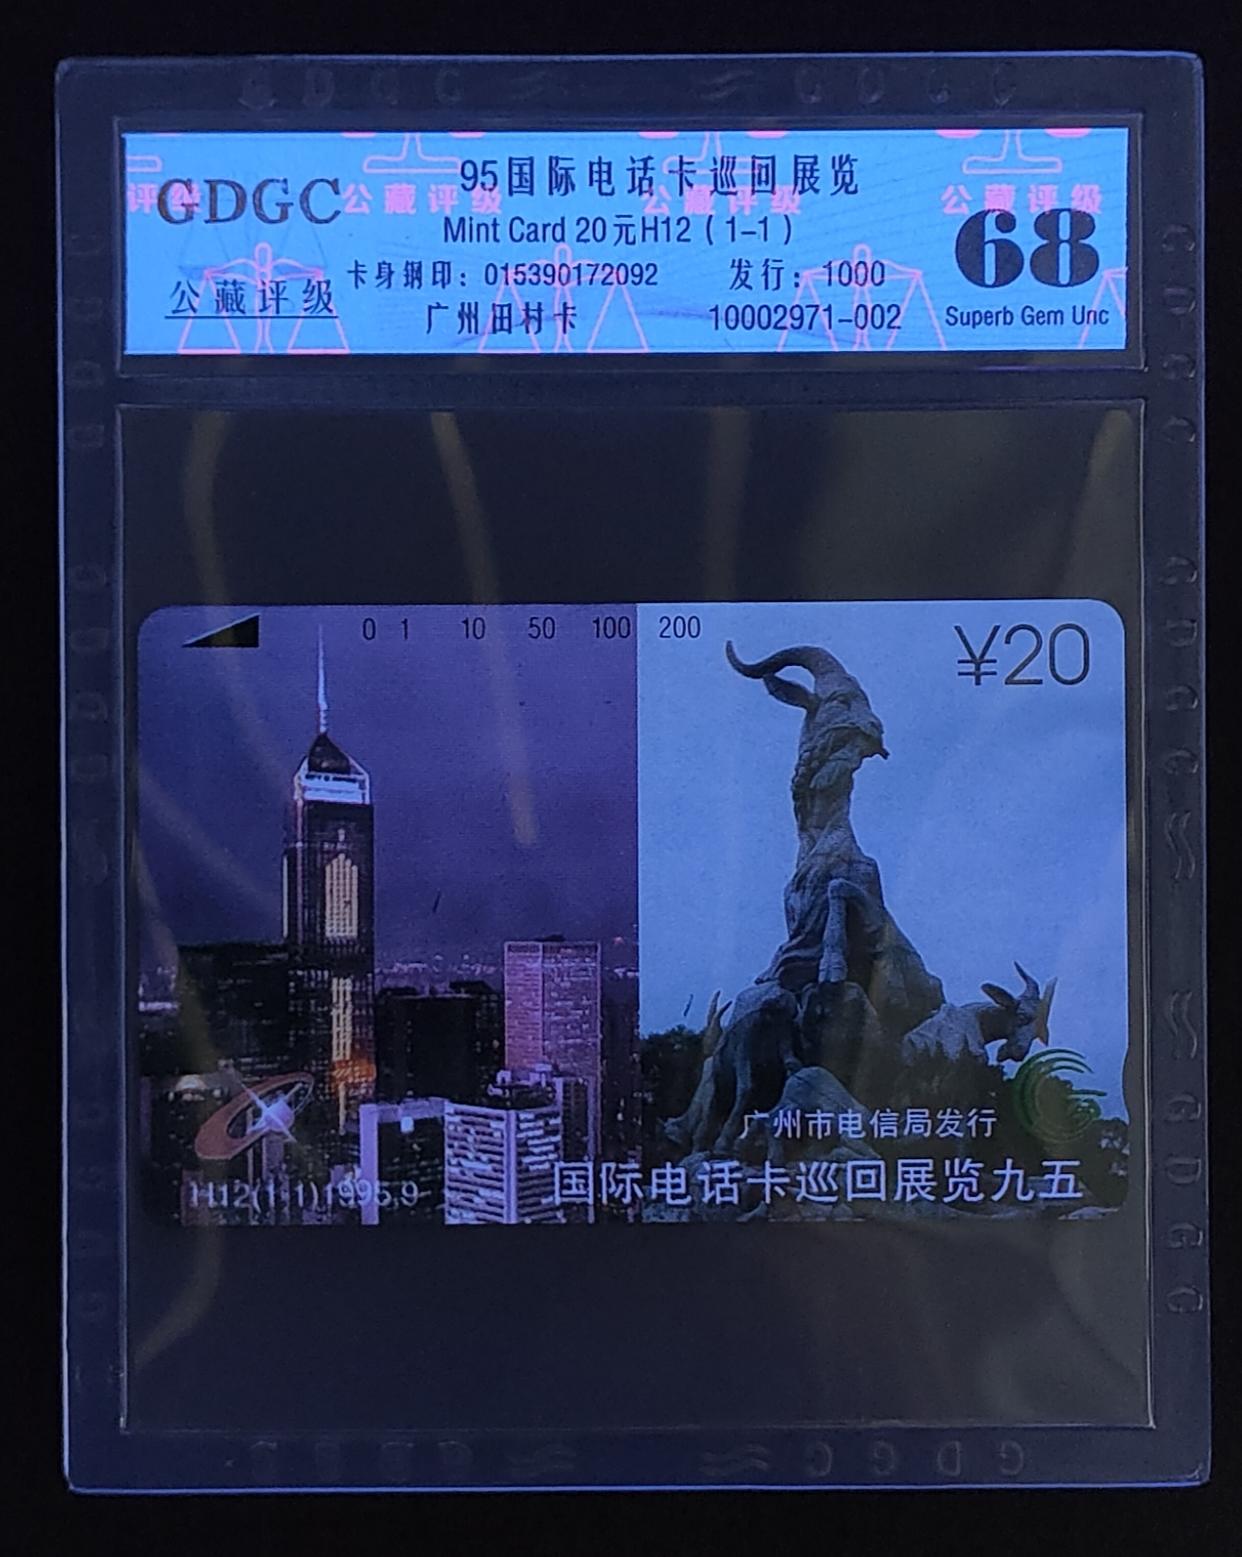 GDGC
公藏评级
95国际电话卡巡回展览
Mint Card 20元H12(1-1)
卡身钢印: 015390172092 发行: 1000
广州田村卡 10002971-002
68
Superb Gem Unc
0 1 10 50 100 200
¥20
广州市电信局发行
国际电话卡巡回展览九五
H12(1-1)1995.9